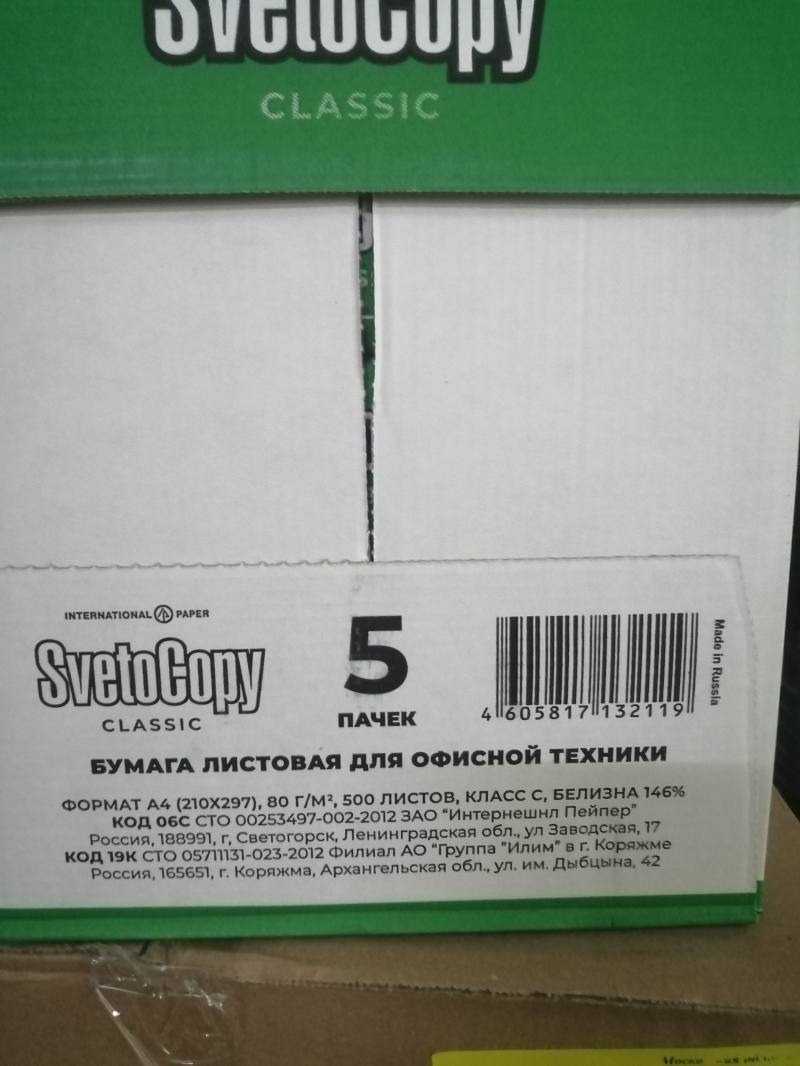 SvetoCopy
CLASSIC
INTERNATIONAL PAPER
SvetoCopy
CLASSIC
5
ПАЧЕК
4 605817 132119
Made in Russia
БУМАГА ЛИСТОВАЯ ДЛЯ ОФИСНОЙ ТЕХНИКИ
ФОРМАТ А4 (210Х297), 80 Г/М², 500 ЛИСТОВ, КЛАСС С, БЕЛИЗНА 146%
КОД 06С СТО 00253497-002-2012 ЗАО "Интернешнл Пейпер"
Россия, 188991, г, Светогорск, Ленинградская обл., ул Заводская, 17
КОД 19К СТО 05711131-023-2012 Филиал АО "Группа "Илим" в г. Коряжме
Россия, 165651, г. Коряжма, Архангельская обл., ул. им. Дыбцына, 42